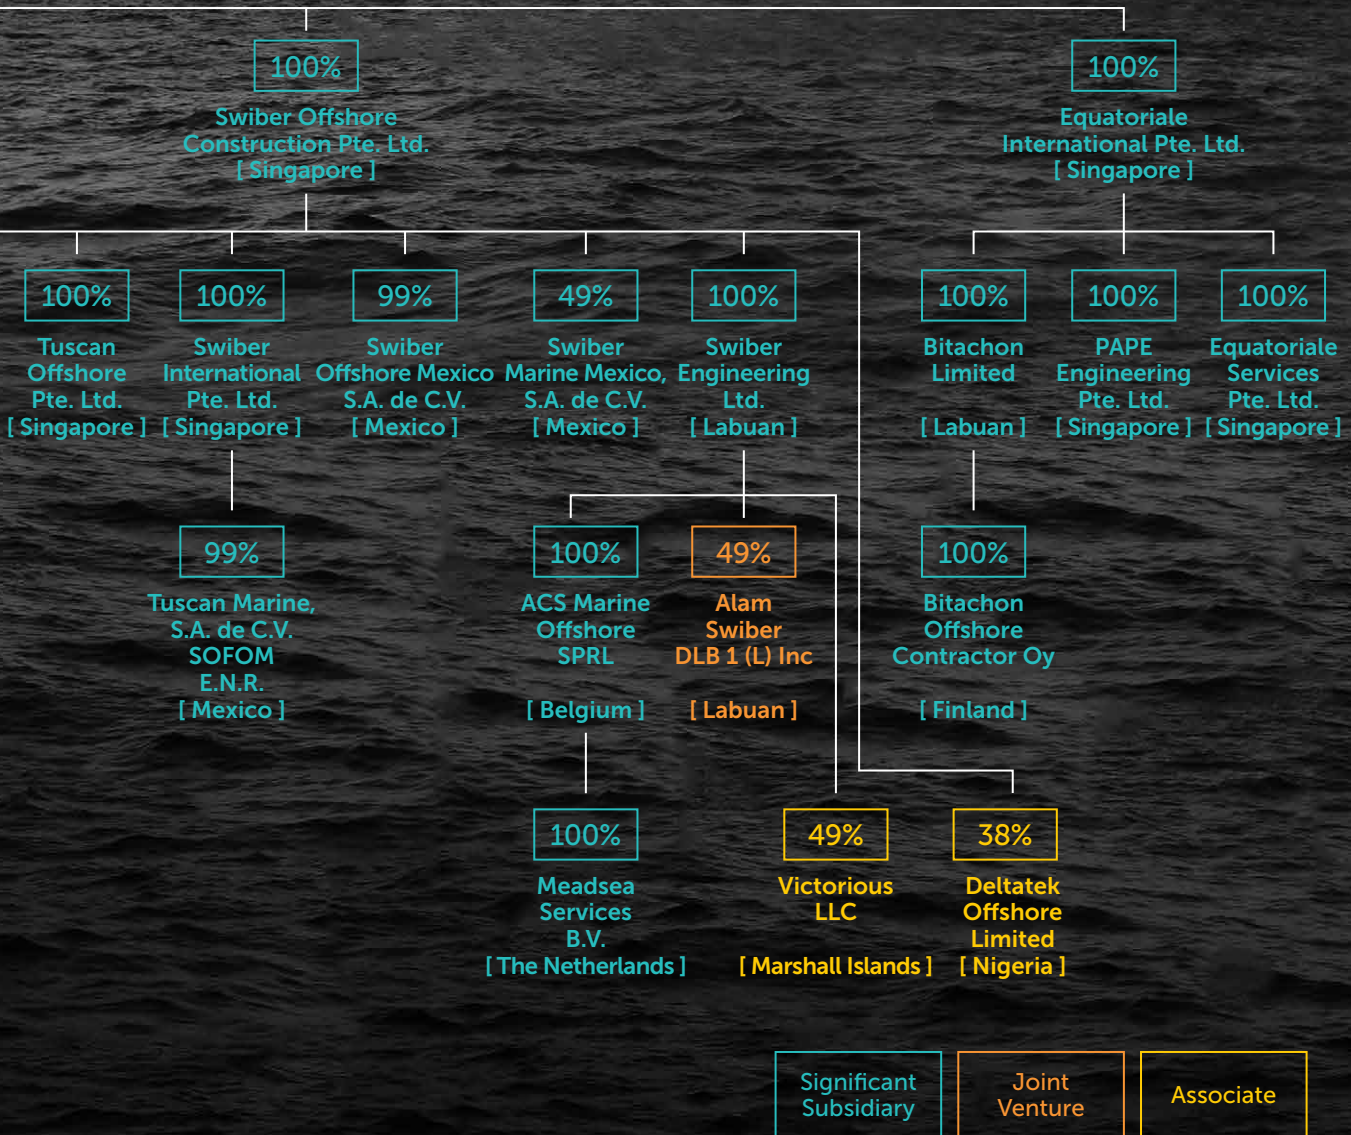 100%
Swiber Offshore
Construction Pte. Ltd.
[ Singapore ]
100%
Equatoriale
International Pte. Ltd.
[ Singapore ]
100%
Tuscan
Offshore
Pte. Ltd.
[ Singapore ]
100%
Swiber
International
Pte. Ltd.
[ Singapore ]
99%
Swiber
Offshore Mexico
S.A. de C.V.
[ Mexico ]
49%
Swiber
Marine Mexico,
S.A. de C.V.
[ Mexico ]
100%
Swiber
Engineering
Ltd.
[ Labuan ]
100%
Bitachon
Limited
[ Labuan ]
100%
PAPE
Engineering
Pte. Ltd.
[ Singapore ]
100%
Equatoriale
Services
Pte. Ltd.
[ Singapore ]
99%
Tuscan Marine,
S.A. de C.V.
SOFOM
E.N.R.
[ Mexico ]
100%
ACS Marine
Offshore
SPRL
[ Belgium ]
49%
Alam
Swiber
DLB 1 (L) Inc
[ Labuan ]
100%
Bitachon
Offshore
Contractor Oy
[ Finland ]
100%
Meadsea
Services
B.V.
[ The Netherlands ]
49%
Victorious
LLC
[ Marshall Islands ]
38%
Deltatek
Offshore
Limited
[ Nigeria ]
Significant
Subsidiary
Joint
Venture
Associate